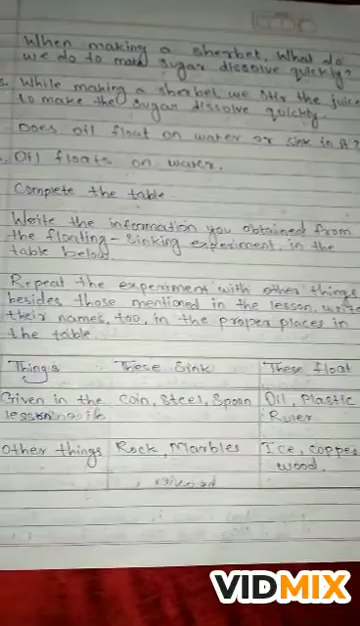 When making a sherbet, What do
we do to make sugar dissolve quickly?
s. While making a sherbet we stir the juice
to make the sugar dissolve quickly.
Does oil float on water or sink in it?
. Oil floats on water.
Complete the table.
Write the information you obtained from
the floating - sinking experiment, in the
table below.
Repeat the experiment with other things
besides those mentioned in the lesson, write
their names, too, in the proper places in
the table.
Things These Sink These float
Given in the Coin, Steel, Spoon Oil, Plastic
lesson Ruler
other things Rock, Marbles Ice, copper
wood.
VIDMIX